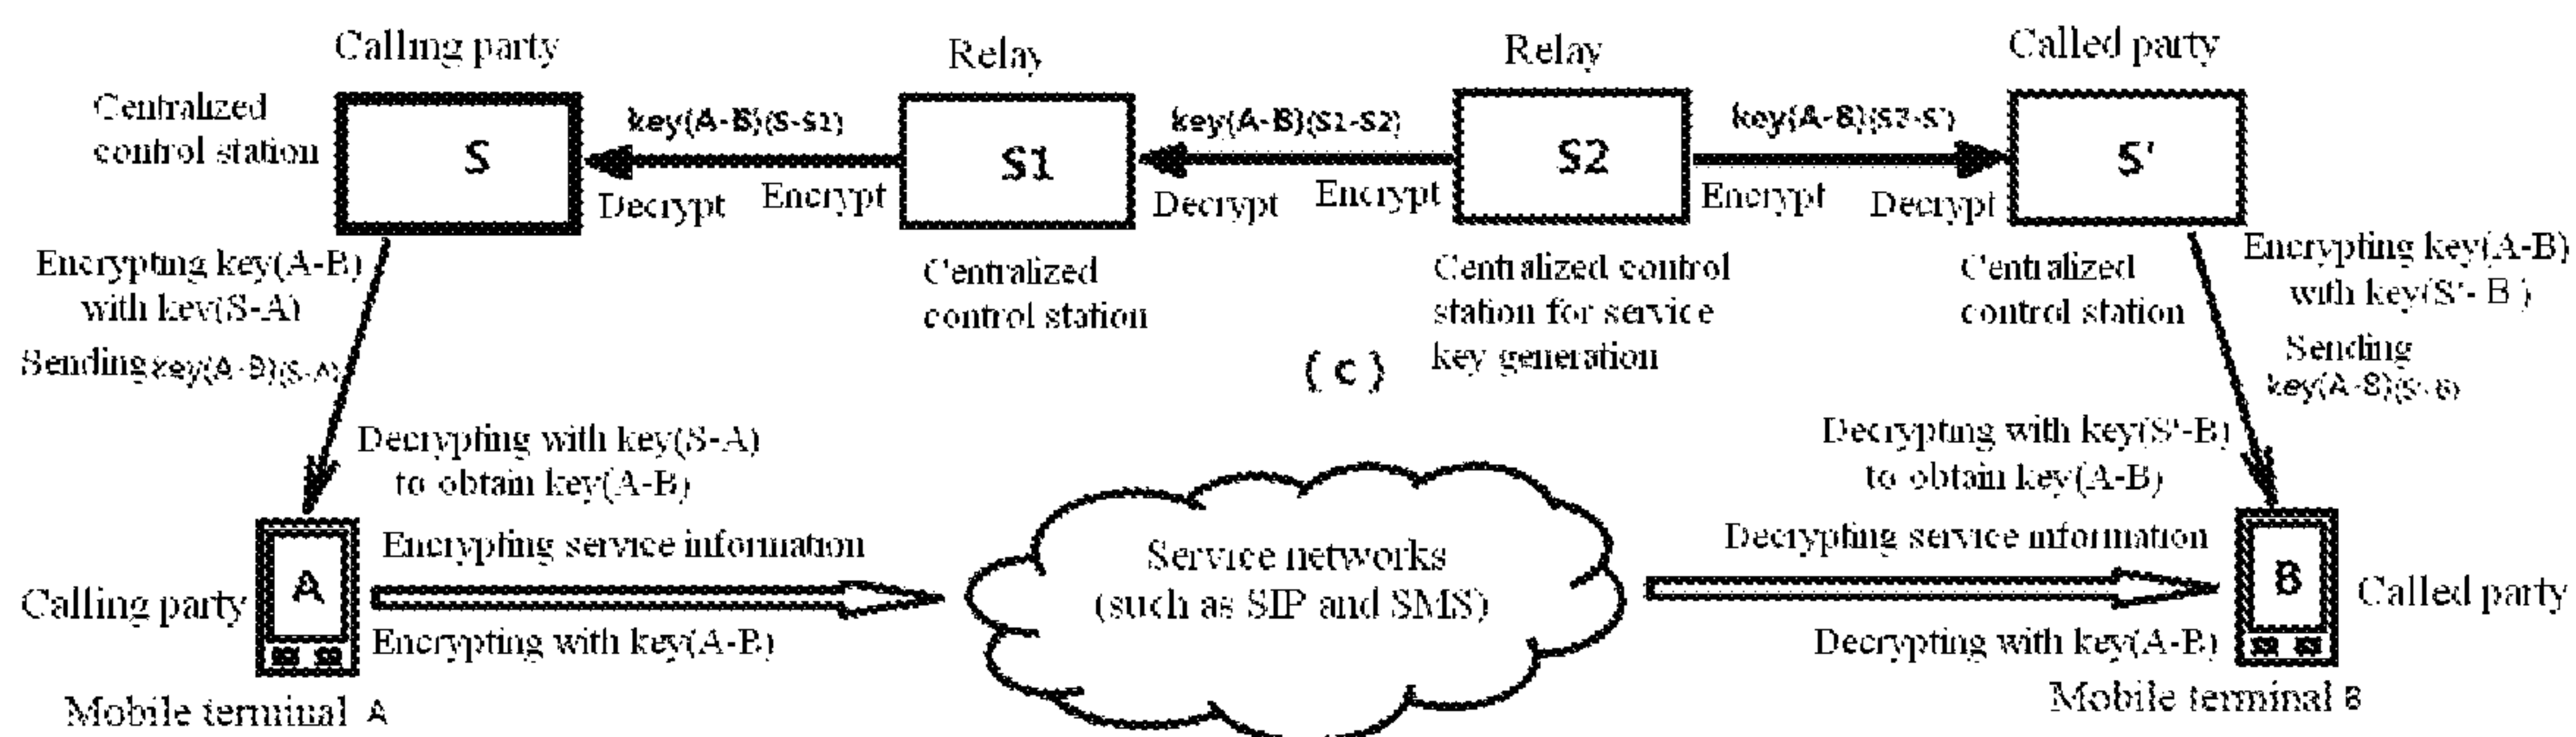 Calling party
Relay
Relay
Called party
Centralized
control station
S
key(A-B)(S-S1)
Decrypt
Encrypt
S1
key(A-B)(S1-S2)
Decrypt
Encrypt
S2
key(A-B)(S2-S')
Encrypt
Decrypt
S'
Encrypting key(A-B)
with key(S-A)
Sending key(A-B)(S-A)
Centralized
control station
Centralized control
station for service
key generation
Centralized
control station
Encrypting key(A-B)
with key(S'-B)
Sending
key(A-B)(S'-B)
(c)
Decrypting with key(S-A)
to obtain key(A-B)
Decrypting with key(S'-B)
to obtain key(A-B)
Calling party
A
Encrypting service information
Encrypting with key(A-B)
Service networks
(such as SIP and SMS)
Decrypting service information
Decrypting with key(A-B)
B
Called party
Mobile terminal A
Mobile terminal B